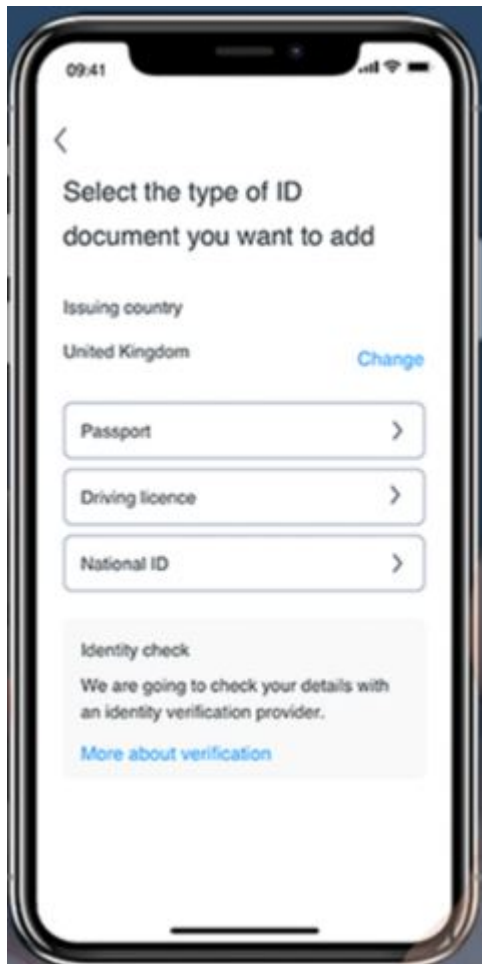 09:41
Select the type of ID
document you want to add
Issuing country
United Kingdom
Change
Passport
Driving licence
National ID
Identity check
We are going to check your details with
an identity verification provider.
More about verification